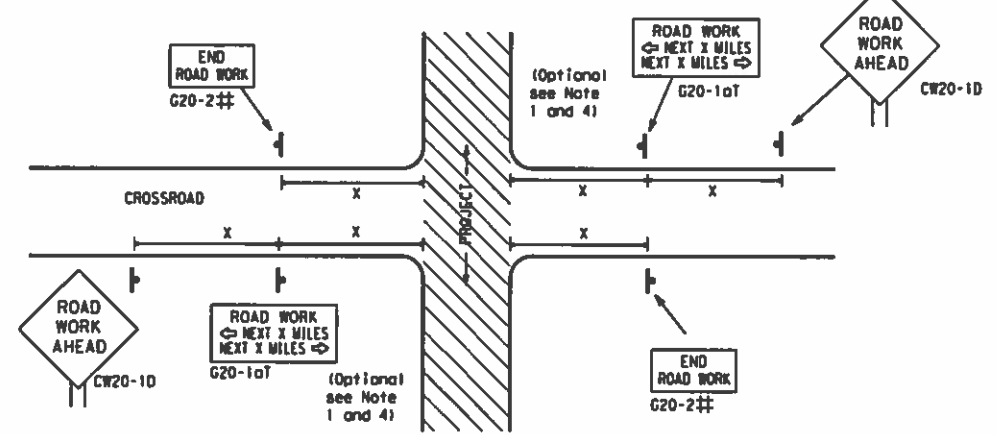 END
ROAD WORK
G20-2##
ROAD WORK
⇦ NEXT X MILES
NEXT X MILES ⇨
G20-1aT
(Optional
see Note
1 and 4)
ROAD
WORK
AHEAD
CW20-1D
X
X
X
CROSSROAD
PROJECT
X
X
X
ROAD
WORK
AHEAD
CW20-1D
ROAD WORK
⇦ NEXT X MILES
NEXT X MILES ⇨
G20-1aT
(Optional
see Note
1 and 4)
END
ROAD WORK
G20-2##